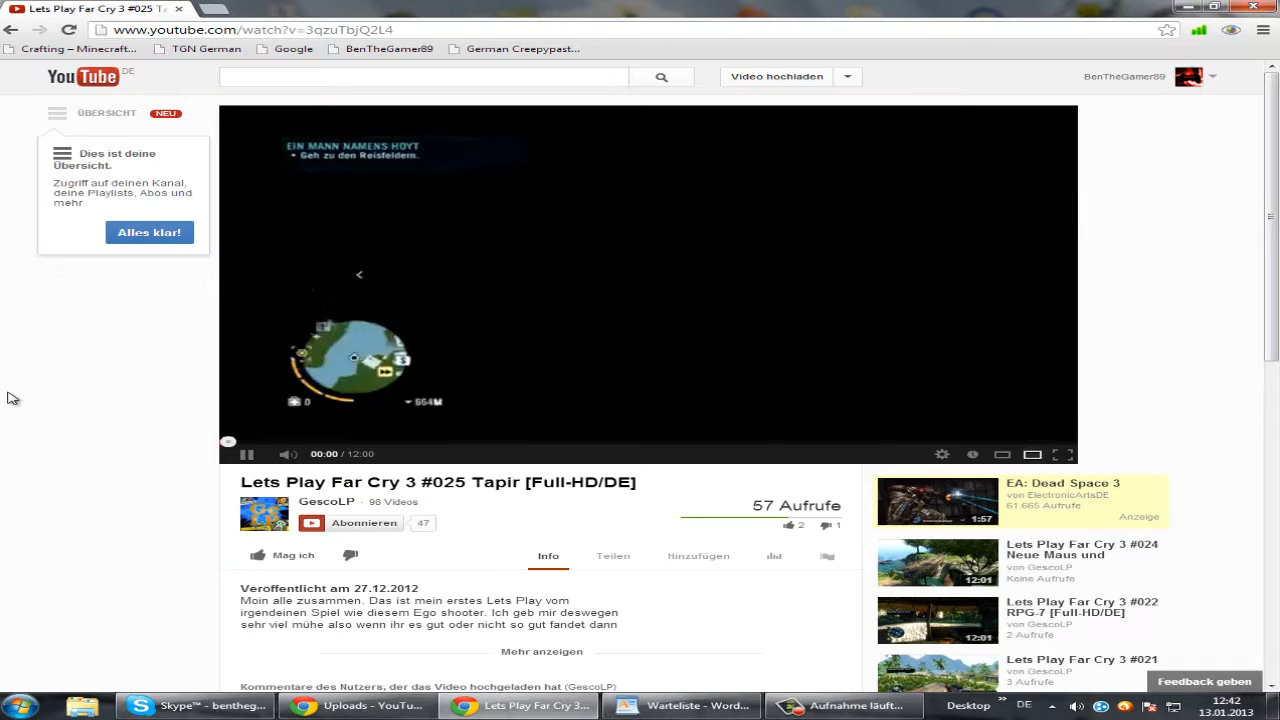 Lets Play Far Cry 3 #025 Ta
www.youtube.com/watch?v=3qzuTbjQ2L4
Crafting – Minecraft... TGN German Google BenTheGamer89 German Creepypast...
YouTube DE
Video hochladen
BenTheGamer89
ÜBERSICHT NEU
Dies ist deine
Übersicht.
Zugriff auf deinen Kanal,
deine Playlists, Abos und
mehr
Alles klar!
EIN MANN NAMENS HOYT
• Geh zu den Reisfeldern.
0
554M
00:00 / 12:00
Lets Play Far Cry 3 #025 Tapir [Full-HD/DE]
GescoLP · 98 Videos
Abonnieren 47
57 Aufrufe
2 1
Mag ich
Info Teilen Hinzufügen
Veröffentlicht am 27.12.2012
Moin alle zusammen. Das ist mein erstes Lets Play vom
irgendeinen Spiel wie diesem Ego shooter. Ich geb mir deswegen
sehr viel mühe also wenn ihr es gut oder nicht so gut fandet dann
Mehr anzeigen
Kommentare des Nutzers, der das Video hochgeladen hat (GescoLP)
EA: Dead Space 3
von ElectronicArtsDE
61.665 Aufrufe
Anzeige
1:57
Lets Play Far Cry 3 #024
Neue Maus und
von GescoLP
Keine Aufrufe
12:01
Lets Play Far Cry 3 #022
RPG-7 [Full-HD/DE]
von GescoLP
2 Aufrufe
12:01
Lets Play Far Cry 3 #021
von GescoLP
3 Aufrufe
Feedback geben
Skype™ - bentheg... Uploads - YouTu... Lets Play Far Cry 3... Warteliste - Word... Aufnahme läuft... Desktop » DE
12:42
13.01.2013